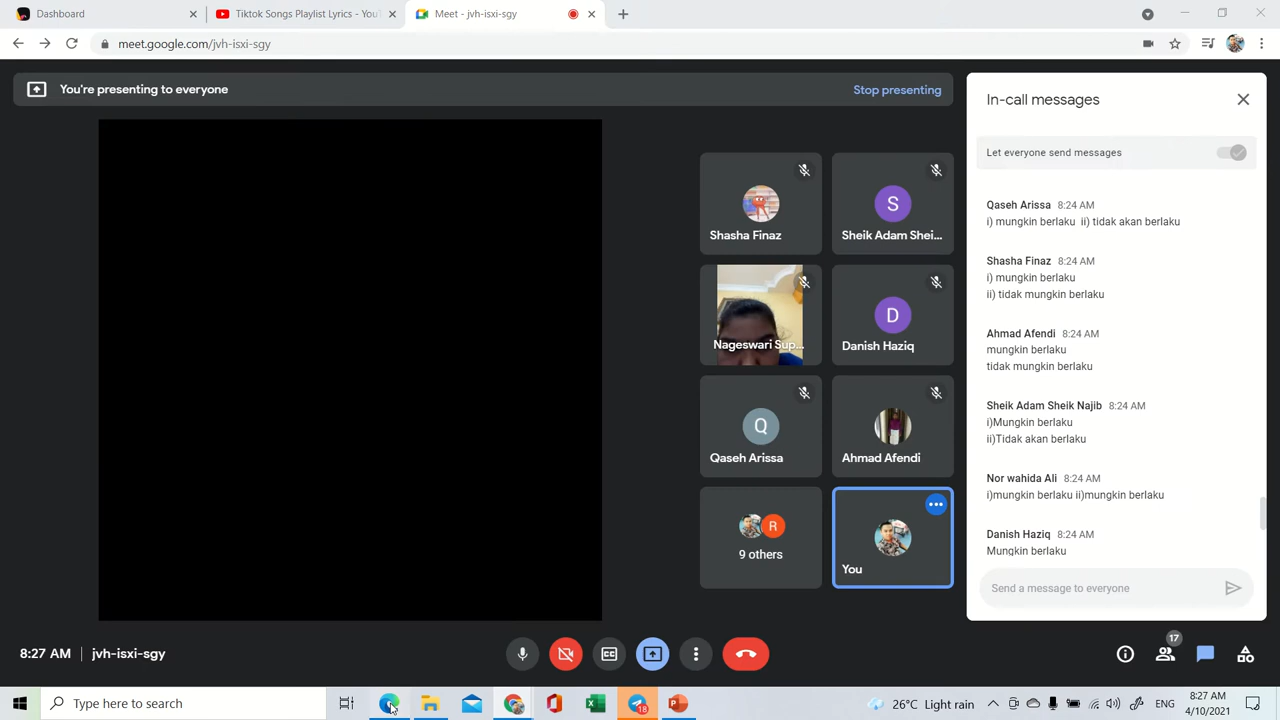 Dashboard
Tiktok Songs Playlist Lyrics - You
Meet - jvh-isxi-sgy
meet.google.com/jvh-isxi-sgy
You're presenting to everyone
Stop presenting
In-call messages
Let everyone send messages
Qaseh Arissa 8:24 AM
i) mungkin berlaku ii) tidak akan berlaku
Shasha Finaz 8:24 AM
i) mungkin berlaku
ii) tidak mungkin berlaku
Ahmad Afendi 8:24 AM
mungkin berlaku
tidak mungkin berlaku
Sheik Adam Sheik Najib 8:24 AM
i)Mungkin berlaku
ii)Tidak akan berlaku
Nor wahida Ali 8:24 AM
i)mungkin berlaku ii)mungkin berlaku
Danish Haziq 8:24 AM
Mungkin berlaku
Send a message to everyone
Shasha Finaz
S
Sheik Adam Shei...
Nageswari Sup...
D
Danish Haziq
Q
Qaseh Arissa
Ahmad Afendi
R
9 others
You
8:27 AM | jvh-isxi-sgy
17
Type here to search
18
26°C Light rain
ENG
8:27 AM
4/10/2021